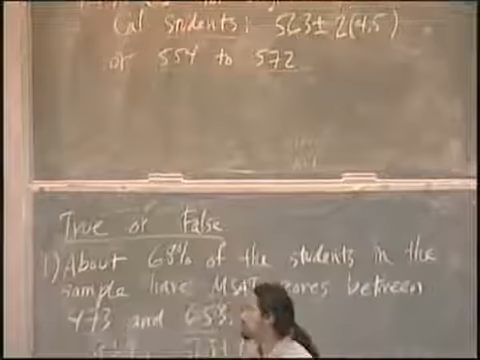 Cal students: 563 ± 2(4.5)
or 554 to 572
True or False
1) About 68% of the students in the
sample have MSAT scores between
473 and 653.